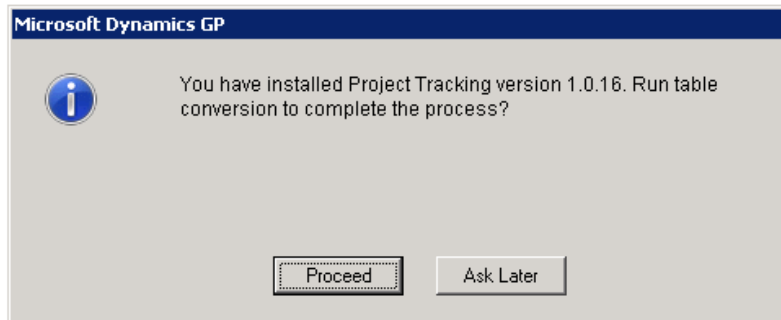 Microsoft Dynamics GP
You have installed Project Tracking version 1.0.16. Run table
conversion to complete the process?
Proceed
Ask Later